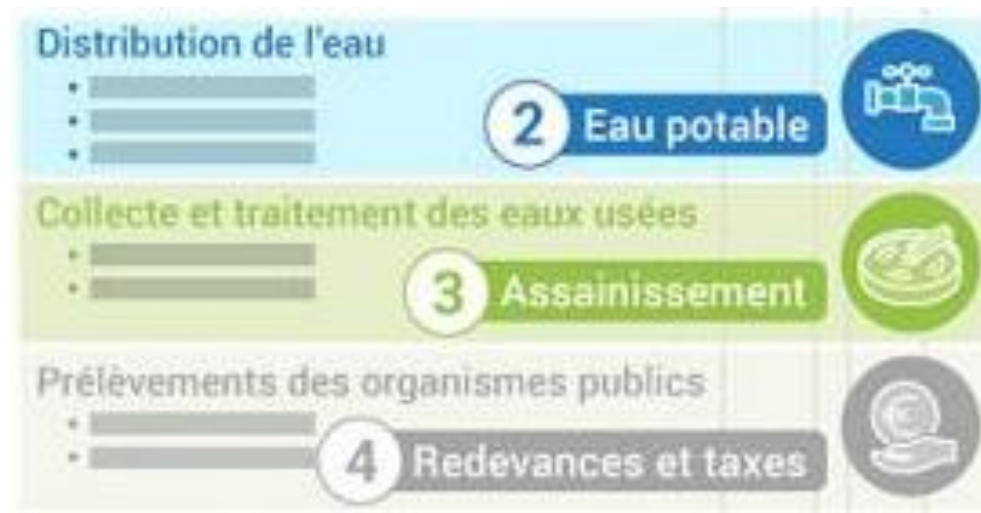 Distribution de l'eau
2 Eau potable
Collecte et traitement des eaux usées
3 Assainissement
Prélèvements des organismes publics
4 Redevances et taxes